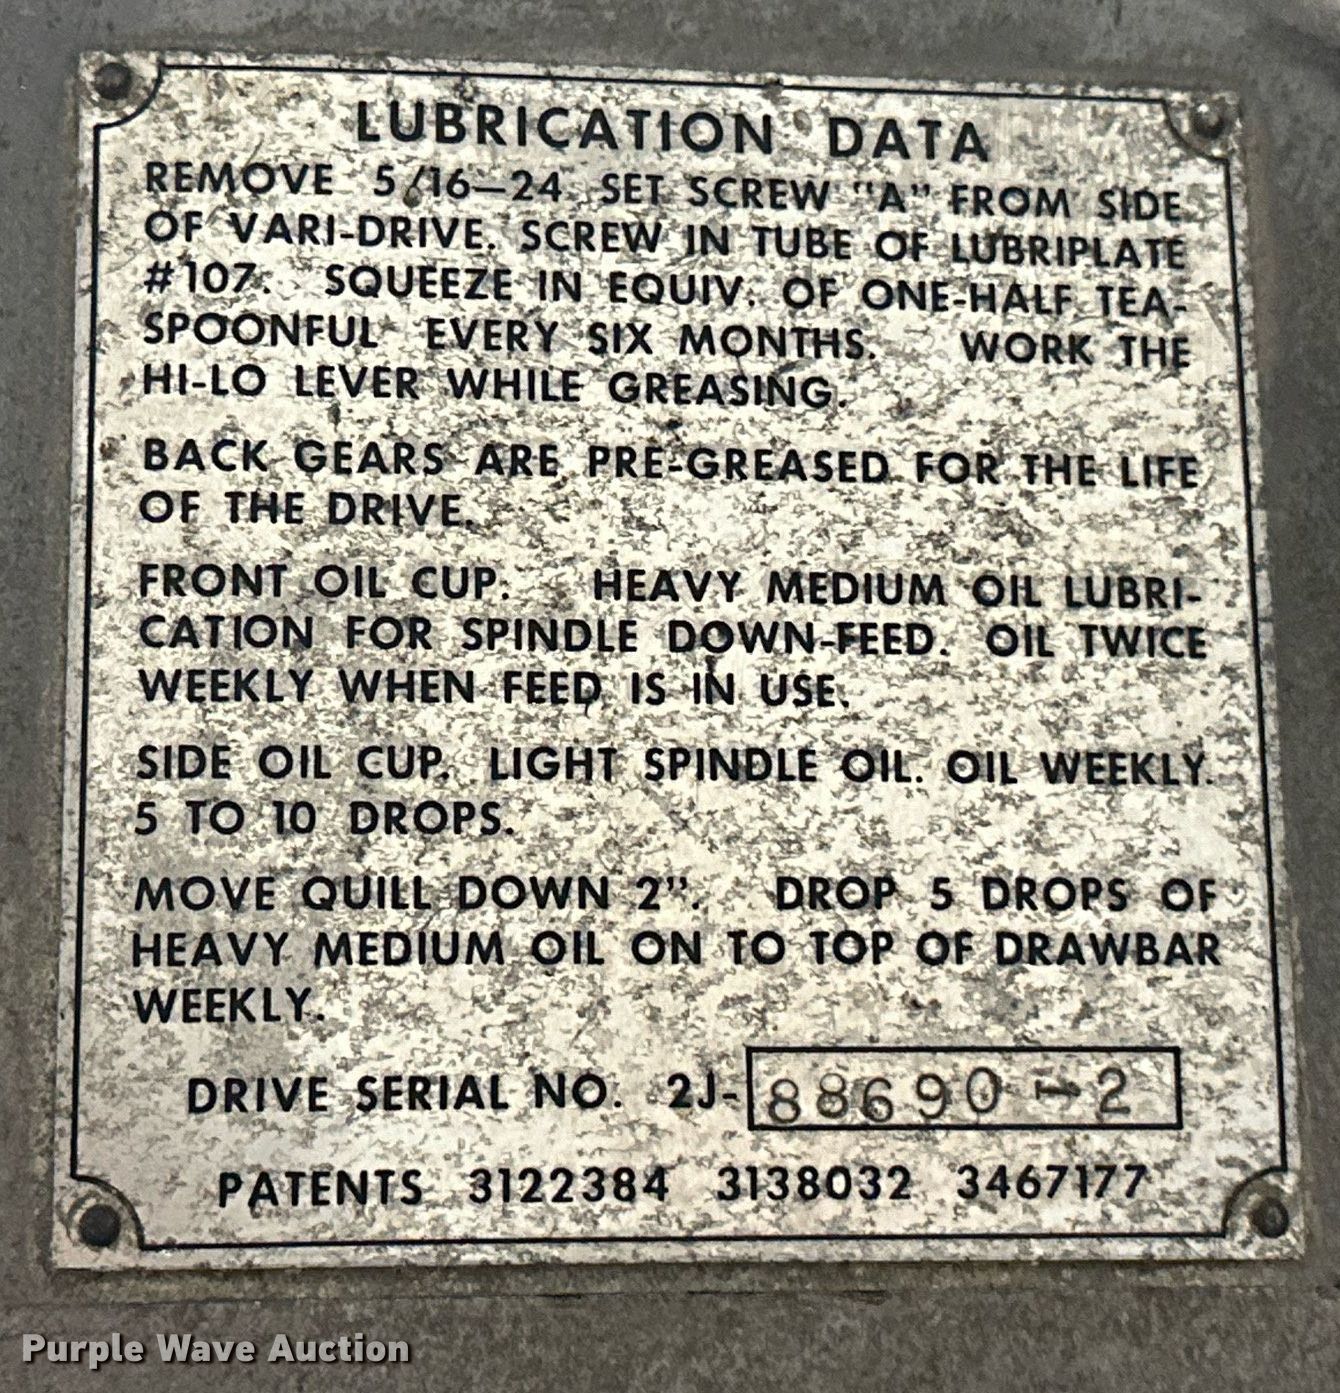 LUBRICATION DATA
REMOVE 5/16-24 SET SCREW "A" FROM SIDE
OF VARI-DRIVE. SCREW IN TUBE OF LUBRIPLATE
#107. SQUEEZE IN EQUIV. OF ONE-HALF TEA-
SPOONFUL EVERY SIX MONTHS. WORK THE
HI-LO LEVER WHILE GREASING.
BACK GEARS ARE PRE-GREASED FOR THE LIFE
OF THE DRIVE.
FRONT OIL CUP. HEAVY MEDIUM OIL LUBRI-
CATION FOR SPINDLE DOWN-FEED. OIL TWICE
WEEKLY WHEN FEED IS IN USE.
SIDE OIL CUP. LIGHT SPINDLE OIL. OIL WEEKLY.
5 TO 10 DROPS.
MOVE QUILL DOWN 2". DROP 5 DROPS OF
HEAVY MEDIUM OIL ON TO TOP OF DRAWBAR
WEEKLY.
DRIVE SERIAL NO. 2J-88690-2
PATENTS 3122384 3138032 3467177
Purple Wave Auction